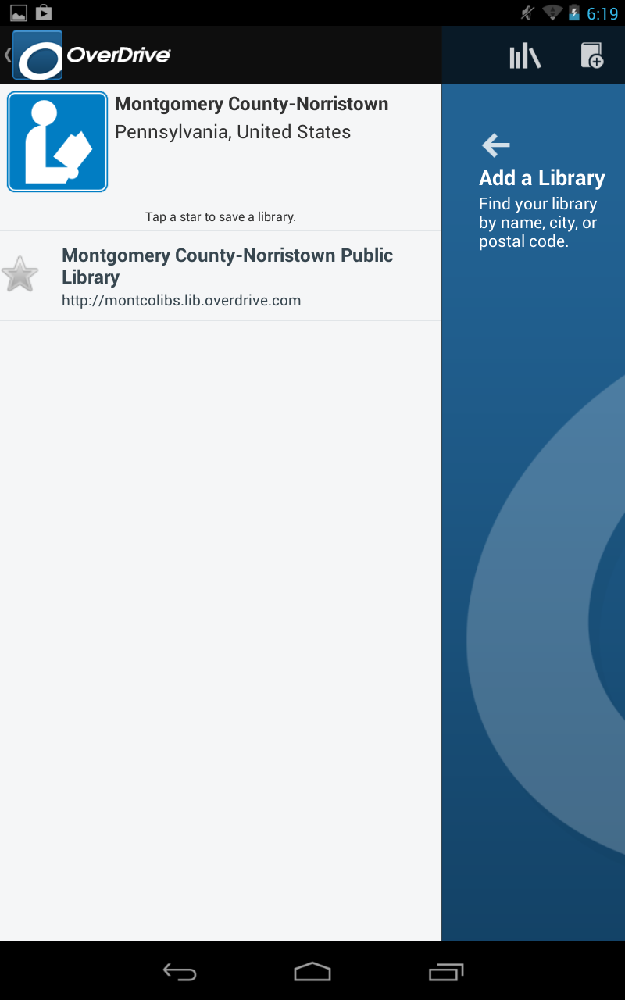 6:19
OverDrive
Montgomery County-Norristown
Pennsylvania, United States
Tap a star to save a library.
Montgomery County-Norristown Public
Library
http://montcolibs.lib.overdrive.com
Add a Library
Find your library
by name, city, or
postal code.